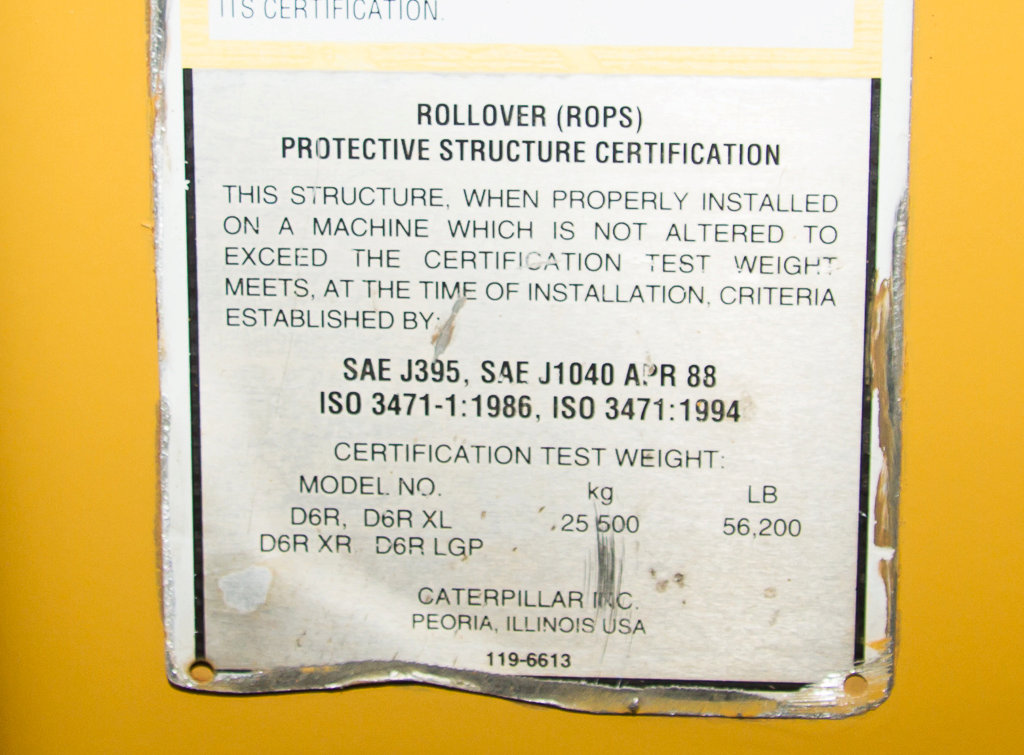 ITS CERTIFICATION.
ROLLOVER (ROPS)
PROTECTIVE STRUCTURE CERTIFICATION
THIS STRUCTURE, WHEN PROPERLY INSTALLED
ON A MACHINE WHICH IS NOT ALTERED TO
EXCEED THE CERTIFICATION TEST WEIGHT
MEETS, AT THE TIME OF INSTALLATION, CRITERIA
ESTABLISHED BY:
SAE J395, SAE J1040 APR 88
ISO 3471-1:1986, ISO 3471:1994
CERTIFICATION TEST WEIGHT:
MODEL NO. kg LB
D6R, D6R XL 25 500 56,200
D6R XR D6R LGP
CATERPILLAR INC.
PEORIA, ILLINOIS USA
119-6613